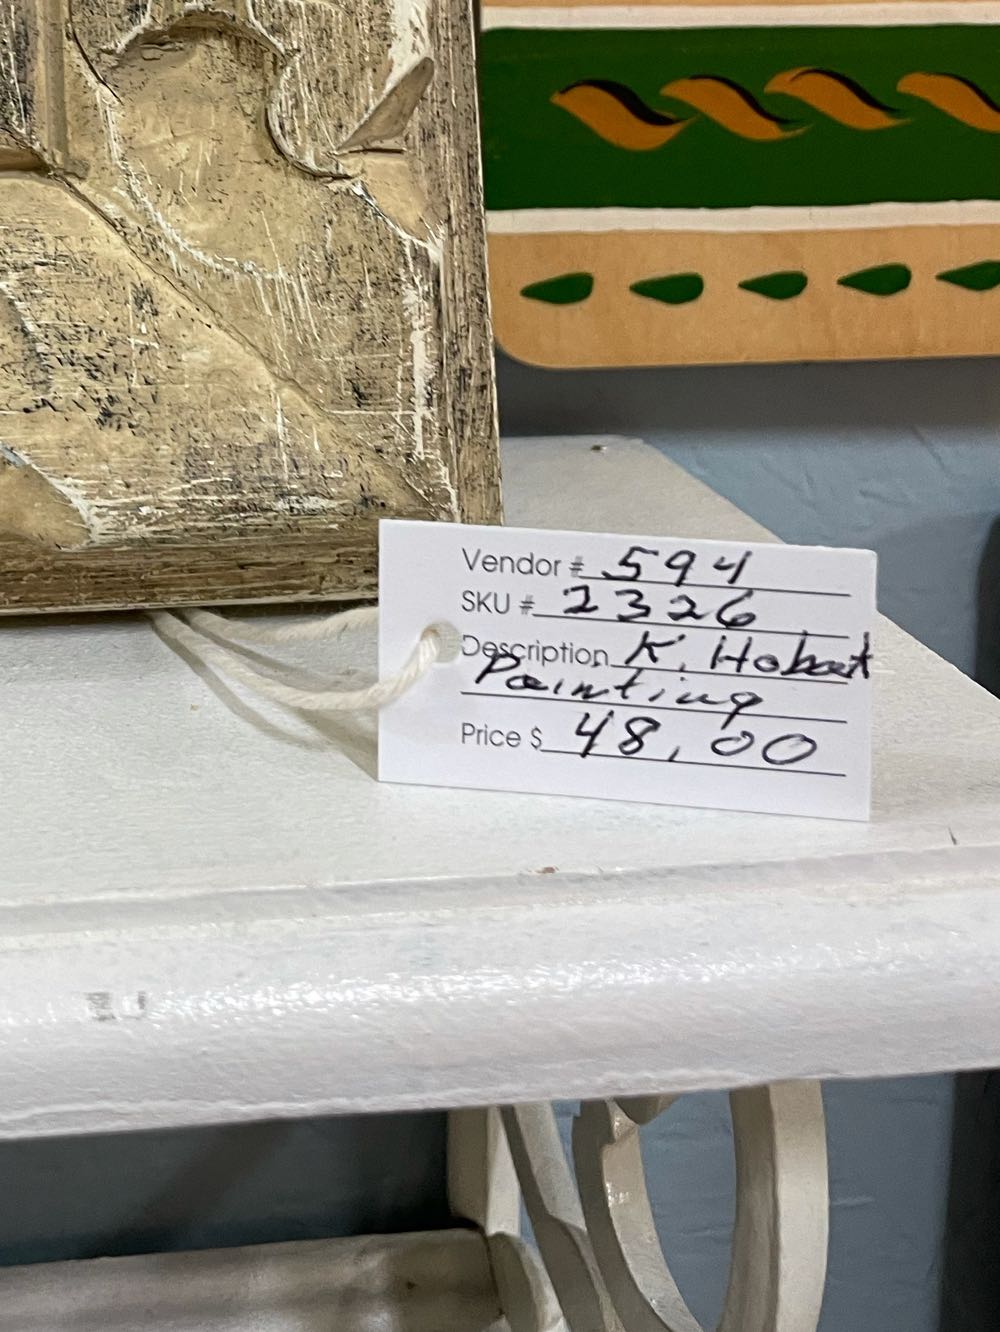 Vendor # 594
SKU # 2326
Description K. Hobart
Painting
Price $ 48.00